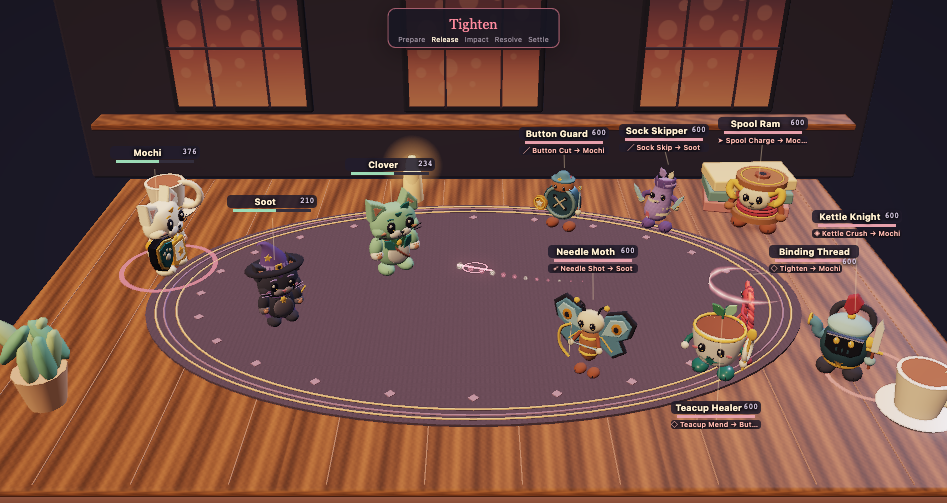 Tighten
Prepare Release Impact Resolve Settle
Mochi 376
Soot 210
Clover 234
Button Guard 600
Button Cut → Mochi
Sock Skipper 600
Sock Skip → Soot
Spool Ram 600
Spool Charge → Moc...
Kettle Knight 600
Kettle Crush → Mochi
Needle Moth 600
Needle Shot → Soot
Binding Thread 600
Tighten → Mochi
Teacup Healer 600
Teacup Mend → But...